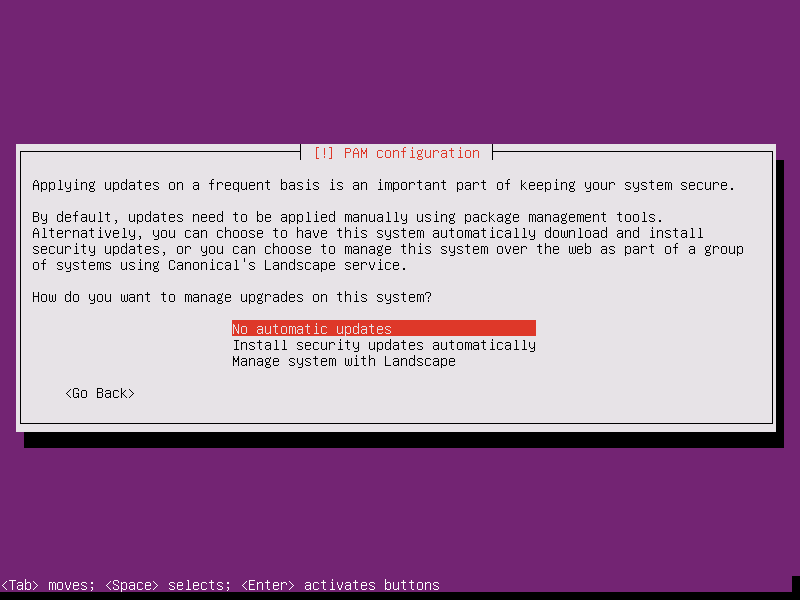 [!] PAM configuration
Applying updates on a frequent basis is an important part of keeping your system secure.
By default, updates need to be applied manually using package management tools.
Alternatively, you can choose to have this system automatically download and install
security updates, or you can choose to manage this system over the web as part of a group
of systems using Canonical's Landscape service.
How do you want to manage upgrades on this system?
No automatic updates
Install security updates automatically
Manage system with Landscape
<Go Back>
<Tab> moves; <Space> selects; <Enter> activates buttons